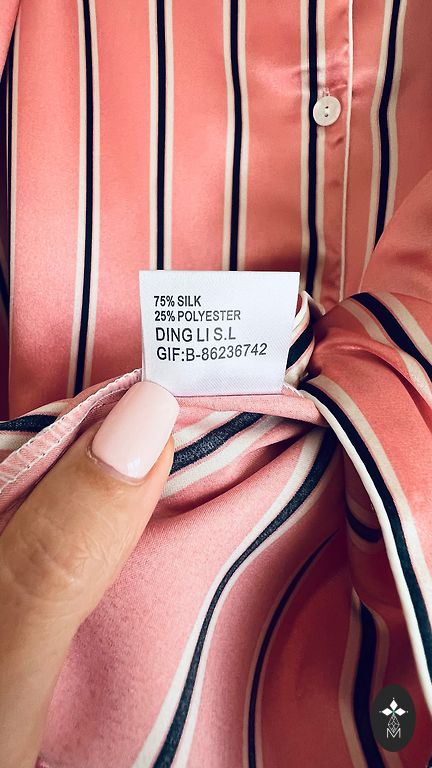 75% SILK
25% POLYESTER
DING LI S.L
GIF:B-86236742
M